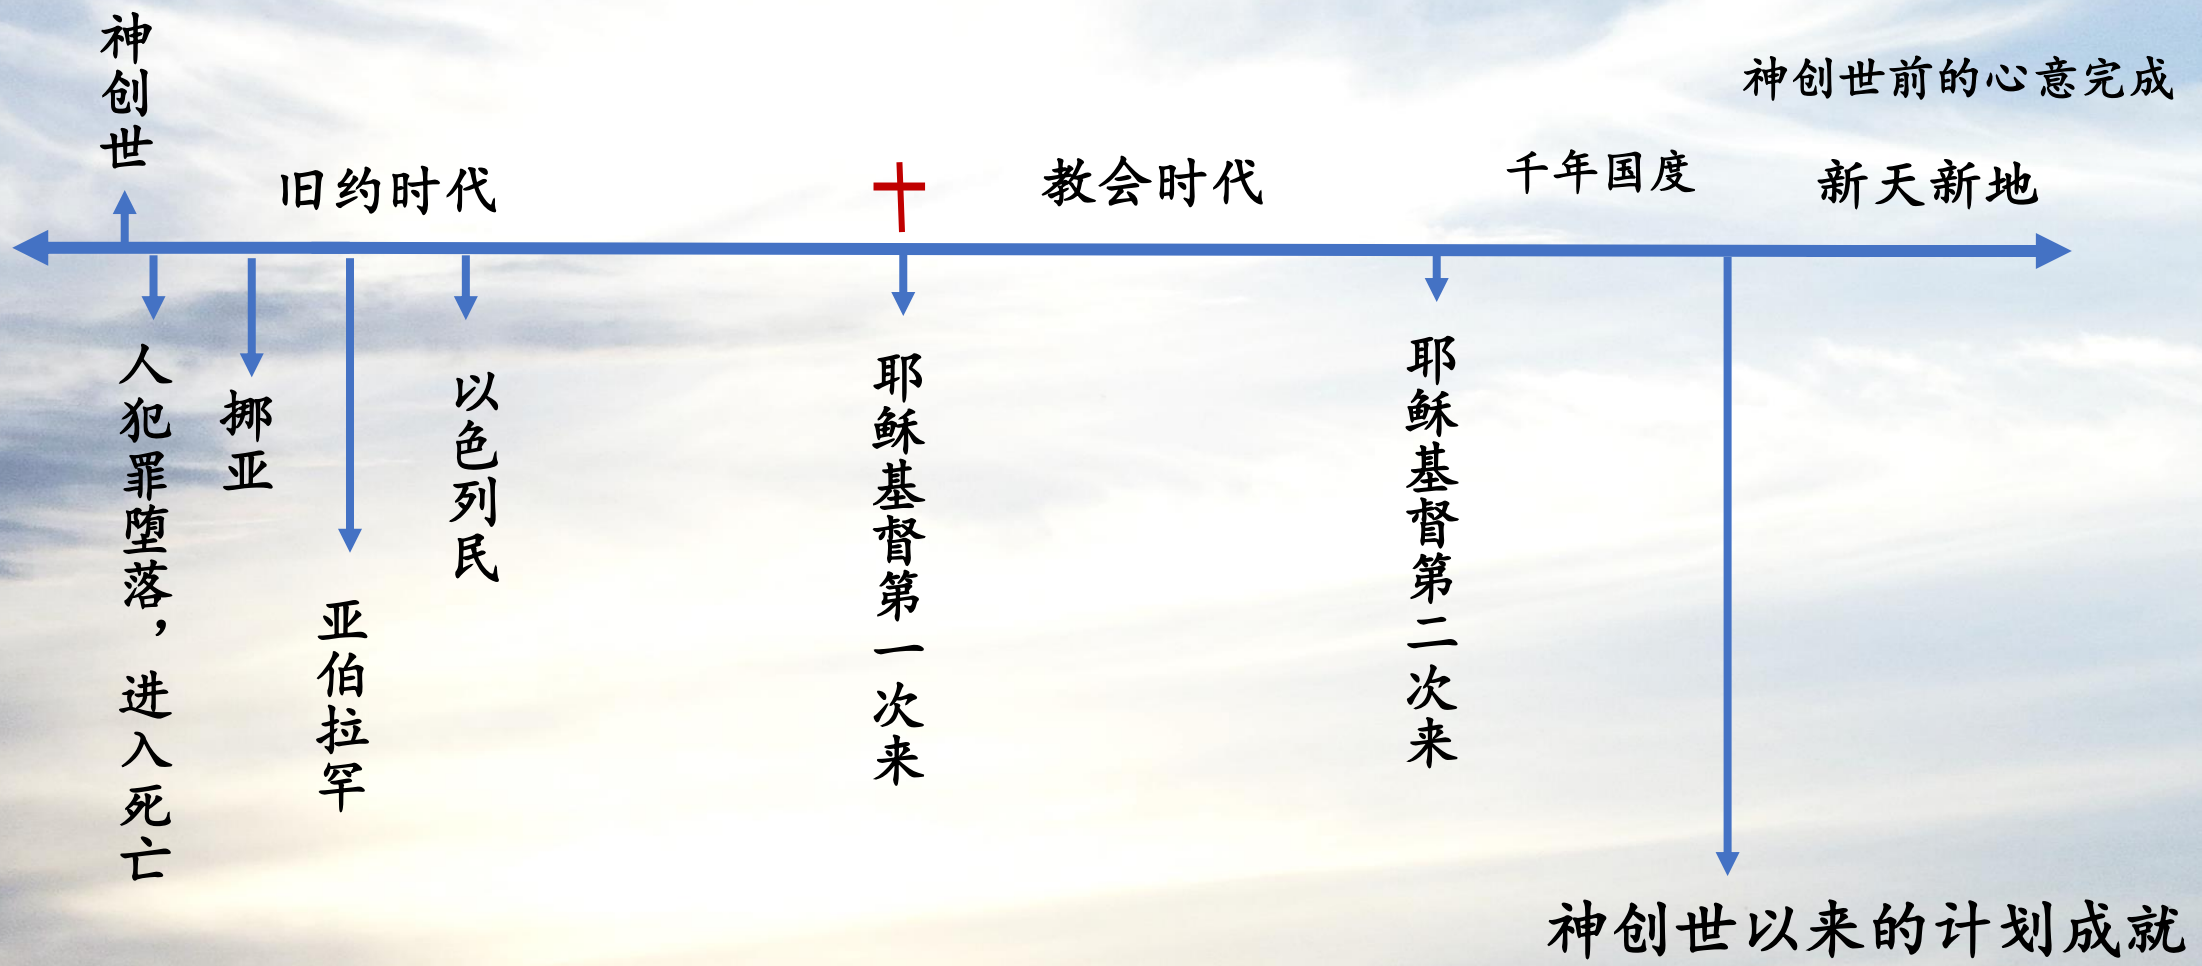 神创世
神创世前的心意完成
旧约时代
教会时代
千年国度
新天新地
人犯罪堕落，进入死亡
挪亚
亚伯拉罕
以色列民
耶稣基督第一次来
耶稣基督第二次来
神创世以来的计划成就